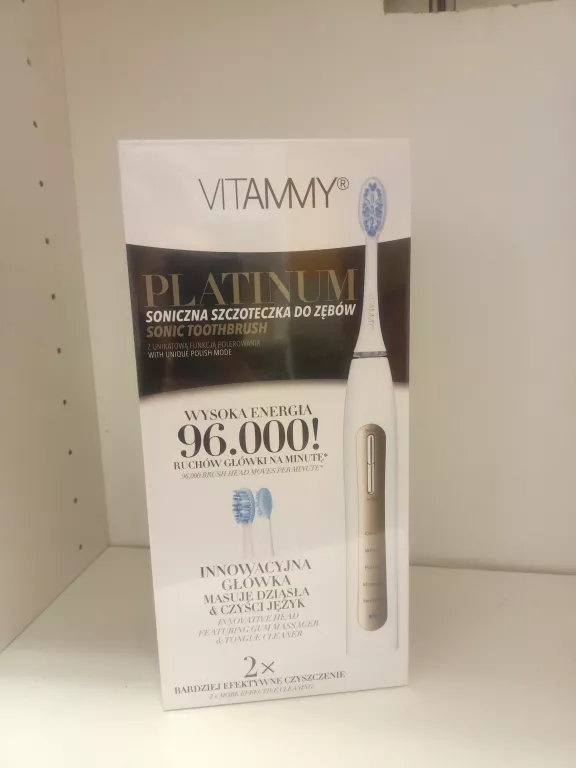 VITAMMY®
PLATINUM
SONICZNA SZCZOTECZKA DO ZĘBÓW
SONIC TOOTHBRUSH
Z UNIKATOWĄ FUNKCJĄ POLEROWANIA
WITH UNIQUE POLISH MODE
VITAMMY
WYSOKA ENERGIA
96.000!
RUCHÓW GŁÓWKI NA MINUTĘ*
96,000 BRUSH HEAD MOVES PER MINUTE*
INNOWACYJNA
GŁÓWKA
MASUJE DZIĄSŁA
& CZYŚCI JĘZYK
INNOVATIVE HEAD
FEATURING GUM MASSAGER
& TONGUE CLEANER
2×
BARDZIEJ EFEKTYWNE CZYSZCZENIE
2× MORE EFFECTIVE CLEANING